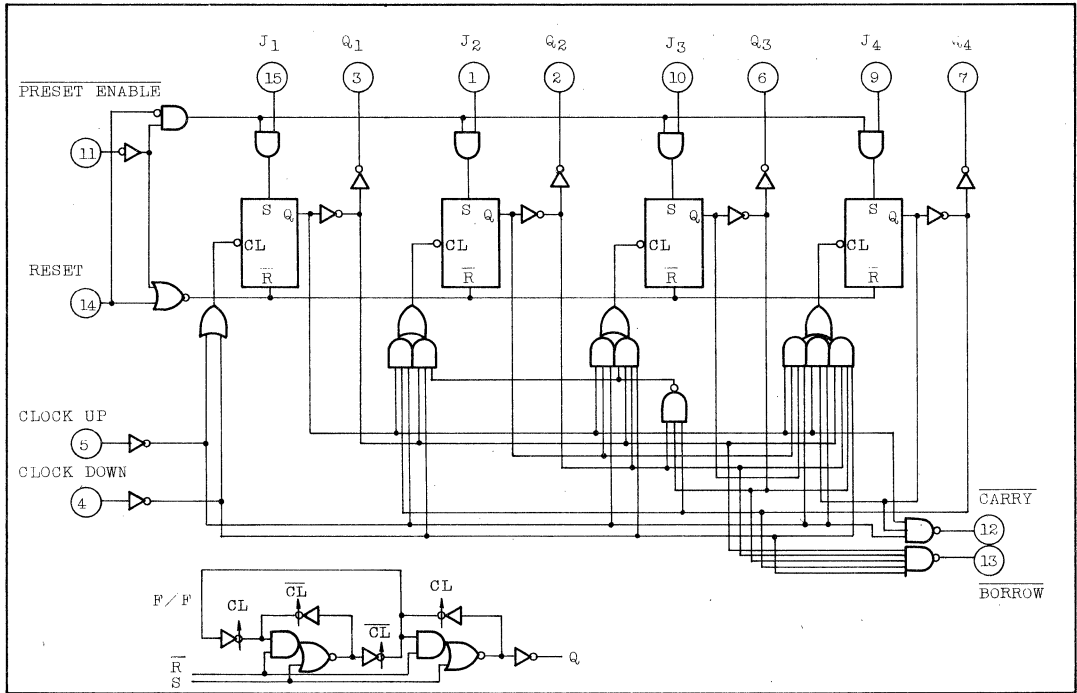 J1 Q1 J2 Q2 J3 Q3 J4 4
15 3 1 2 10 6 9 7
PRESET ENABLE
11
S Q S Q S Q S Q
CL CL CL CL
R R R R
RESET
14
CLOCK UP
5
CLOCK DOWN
4
CARRY
12
13
BORROW
F/F CL CL CL CL
R
S
Q